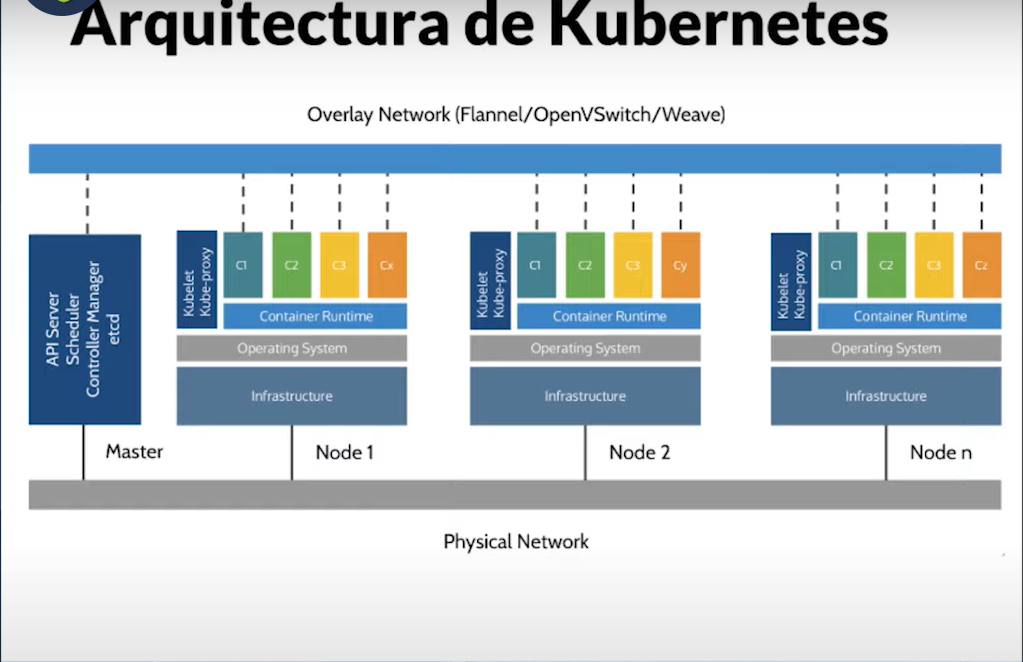 Arquitectura de Kubernetes
Overlay Network (Flannel/OpenVSwitch/Weave)
API Server
Scheduler
Controller Manager
etcd
Kubelet
Kube-proxy
C1
C2
C3
Cx
Container Runtime
Operating System
Infrastructure
Kubelet
Kube-proxy
C1
C2
C3
Cy
Container Runtime
Operating System
Infrastructure
Kubelet
Kube-proxy
C1
C2
C3
Cz
Container Runtime
Operating System
Infrastructure
Master
Node 1
Node 2
Node n
Physical Network